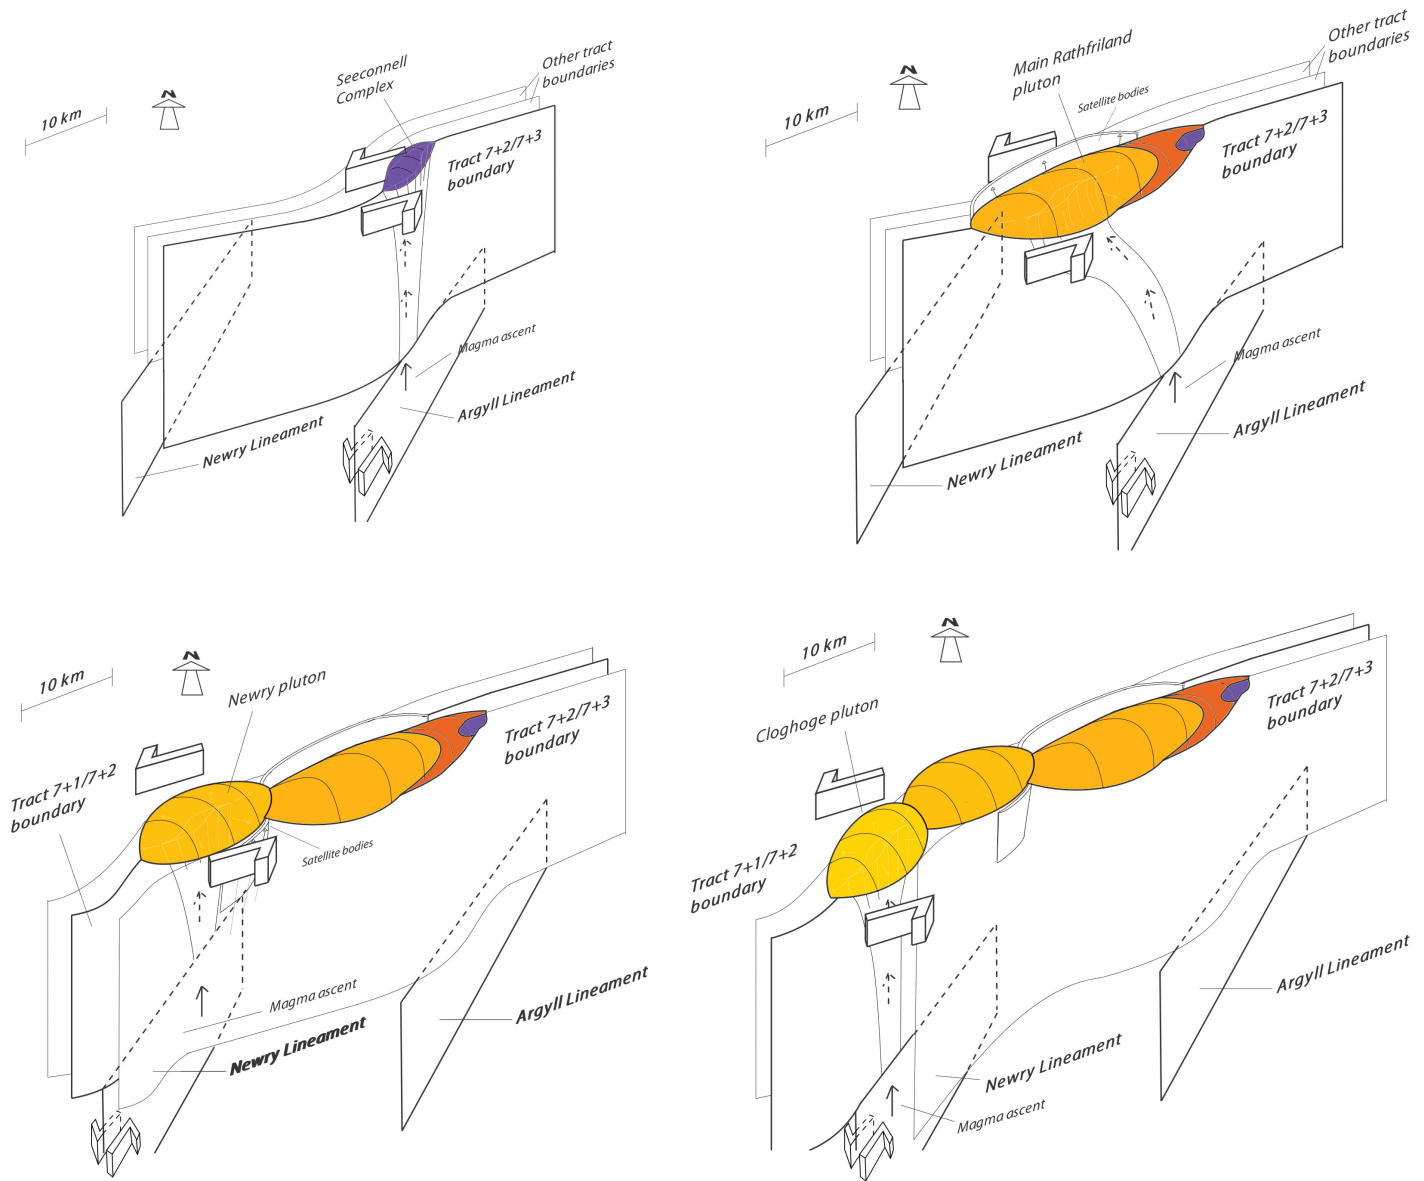 Seeconnell
Complex
Other tract
boundaries
10 km
N
Tract 7+2/7+3
boundary
Magma ascent
Argyll Lineament
Newry Lineament
Main Rathfriland
pluton
Other tract
boundaries
Satellite bodies
10 km
N
Tract 7+2/7+3
boundary
Magma ascent
Argyll Lineament
Newry Lineament
10 km
N
Newry pluton
Tract 7+2/7+3
boundary
Tract 7+1/7+2
boundary
Satellite bodies
Magma ascent
Argyll Lineament
Newry Lineament
10 km
N
Cloghoge pluton
Tract 7+2/7+3
boundary
Tract 7+1/7+2
boundary
Argyll Lineament
Newry Lineament
Magma ascent